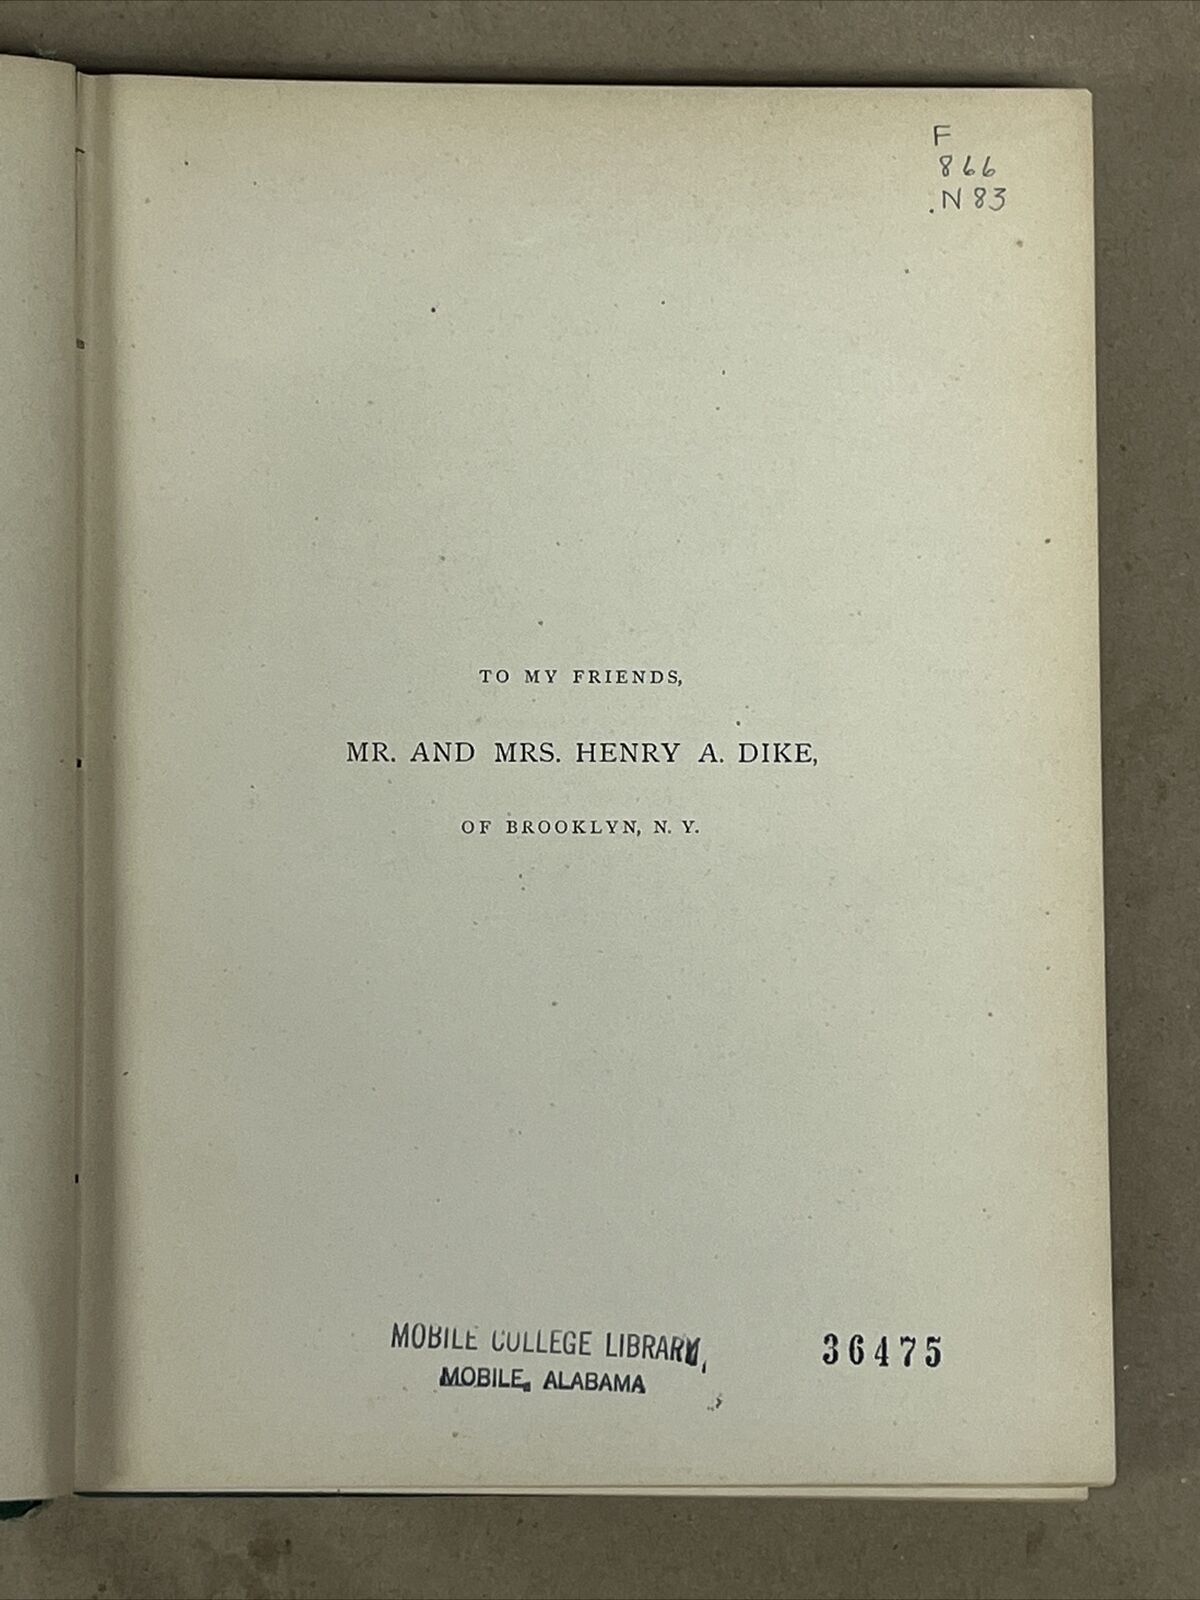 F
866
.N83
TO MY FRIENDS,
MR. AND MRS. HENRY A. DIKE,
OF BROOKLYN, N. Y.
MOBILE COLLEGE LIBRARY,
MOBILE, ALABAMA
36475